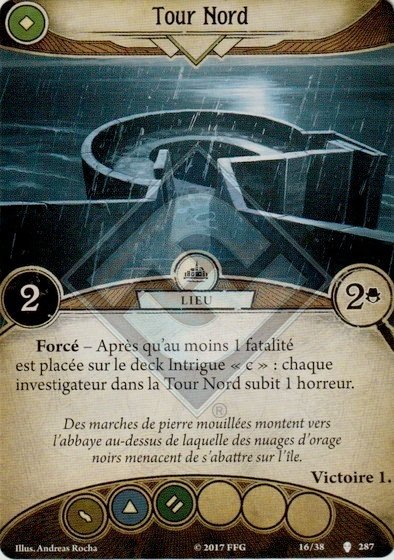 Tour Nord
2
LIEU
2
Forcé – Après qu'au moins 1 fatalité
est placée sur le deck Intrigue « c » : chaque
investigateur dans la Tour Nord subit 1 horreur.
Des marches de pierre mouillées montent vers
l'abbaye au-dessus de laquelle des nuages d'orage
noirs menacent de s'abattre sur l'île.
Victoire 1.
Illus. Andreas Rocha
© 2017 FFG
16/38
287
®